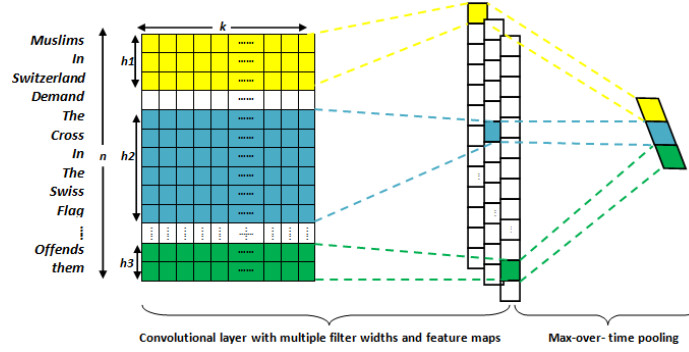 k
Muslims
In
Switzerland
Demand
The
Cross
In
The
Swiss
Flag
⁞
Offends
them
n
h1
h2
h3
Convolutional layer with multiple filter widths and feature maps
Max-over- time pooling